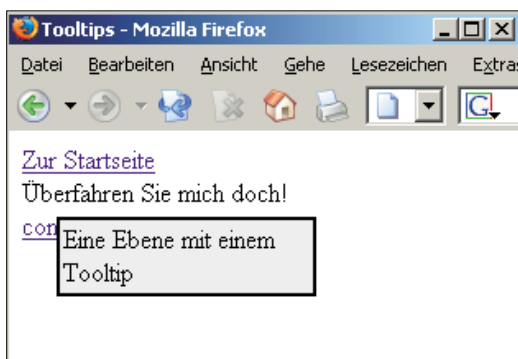 Tooltips - Mozilla Firefox
Datei Bearbeiten Ansicht Gehe Lesezeichen Extras
G
Zur Startseite
Überfahren Sie mich doch!
con
Eine Ebene mit einem
Tooltip